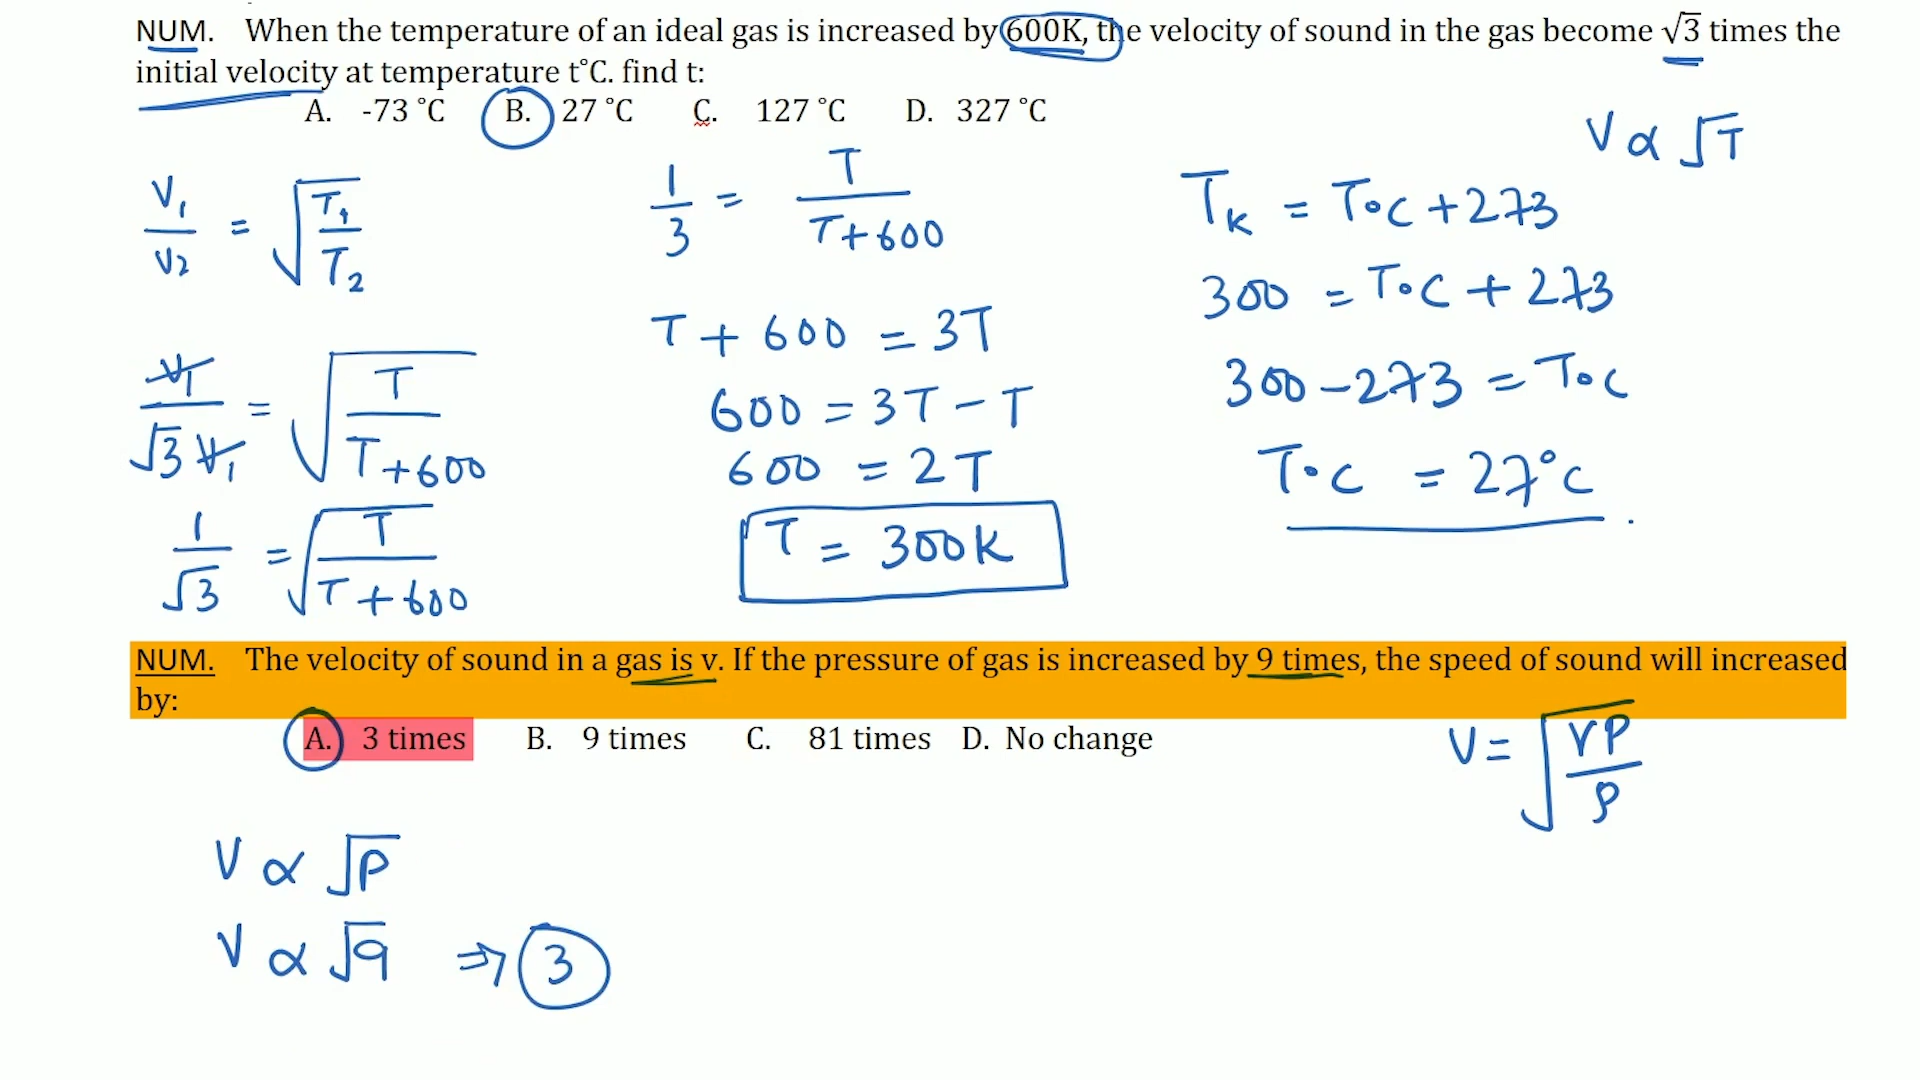 NUM. When the temperature of an ideal gas is increased by 600K, the velocity of sound in the gas become √3 times the
initial velocity at temperature t°C. find t:
A. -73 °C B. 27 °C C. 127 °C D. 327 °C
V ∝ √T
V₁/V₂ = √(T₁/T₂)
V₁/(√3 V₁) = √(T/(T+600))
1/√3 = √(T/(T+600))
1/3 = T/(T+600)
T + 600 = 3T
600 = 3T - T
600 = 2T
T = 300K
T_K = T°C + 273
300 = T°C + 273
300 - 273 = T°C
T°C = 27°C
NUM. The velocity of sound in a gas is v. If the pressure of gas is increased by 9 times, the speed of sound will increased
by:
A. 3 times B. 9 times C. 81 times D. No change
V = √(γP/ρ)
V ∝ √P
V ∝ √9 ⇒ 3